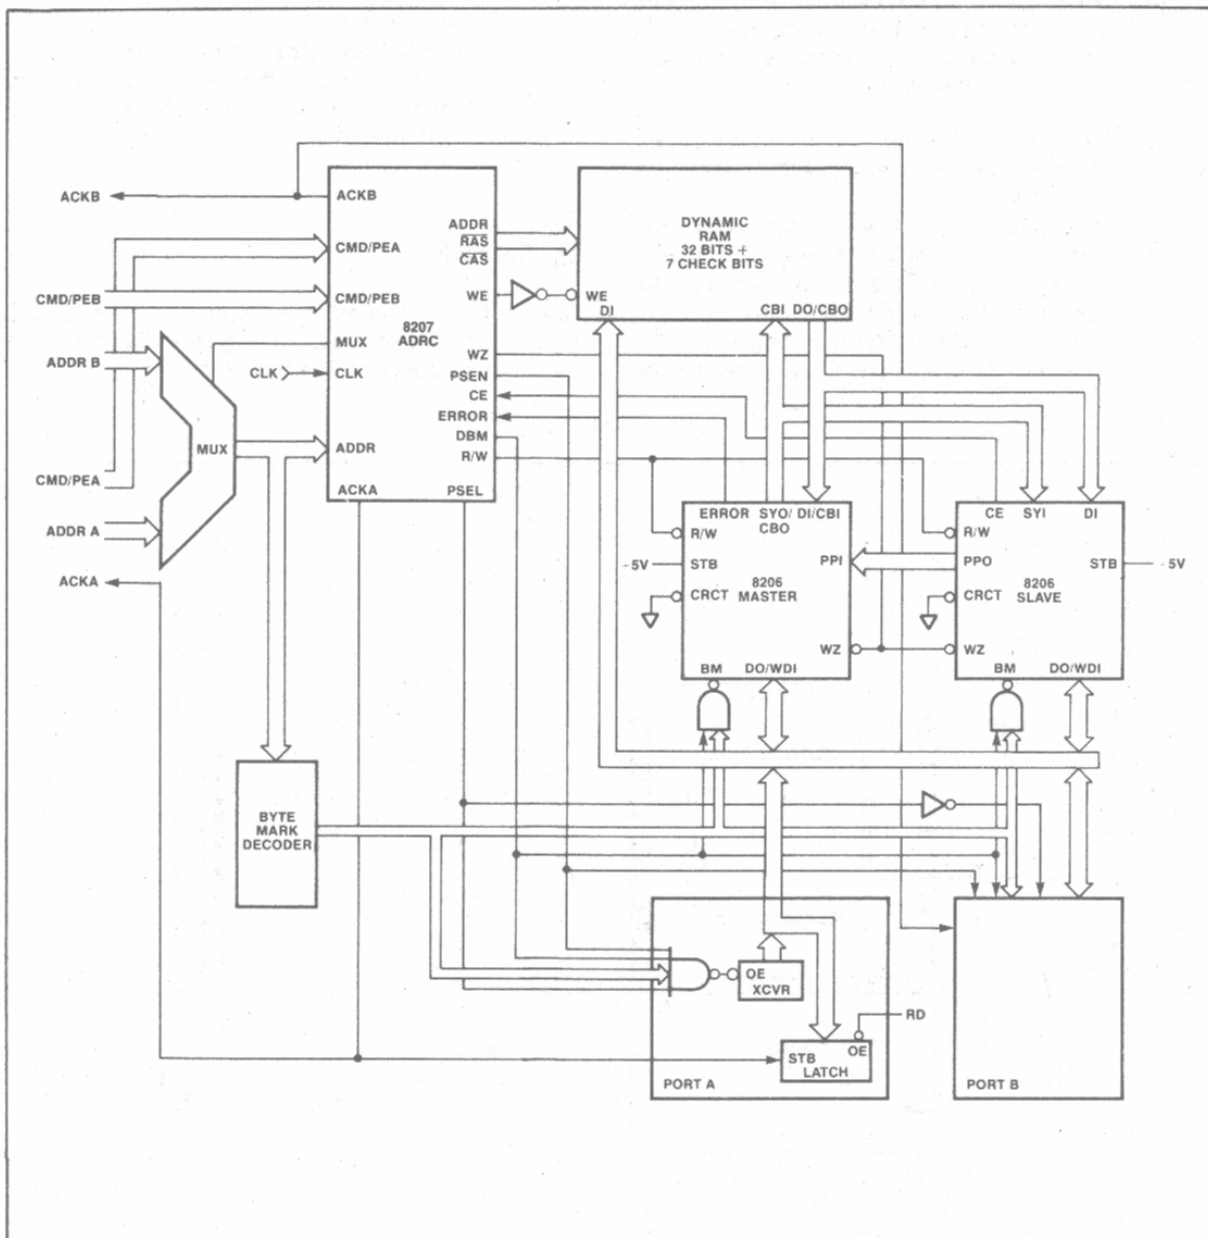 ACKB
CMD/PEB
ADDR B
CMD/PEA
ADDR A
ACKA
MUX
CLK
ACKB
CMD/PEA
CMD/PEB
8207
ADRC
MUX
CLK
ADDR
ACKA
ADDR
RAS
CAS
WE
WZ
PSEN
CE
ERROR
DBM
R/W
PSEL
DYNAMIC
RAM
32 BITS +
7 CHECK BITS
WE
DI
CBI
DO/CBO
ERROR
SYO/
CBO
DI/CBI
R/W
5V
STB
PPI
8206
MASTER
CRCT
WZ
BM
DO/WDI
CE
SYI
DI
R/W
PPO
STB
5V
8206
SLAVE
CRCT
WZ
BM
DO/WDI
BYTE
MARK
DECODER
OE
XCVR
RD
STB
OE
LATCH
PORT A
PORT B